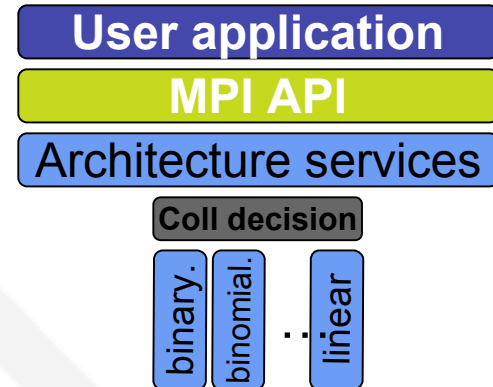 User application
MPI API
Architecture services
Coll decision
binary.
binomial.
...
linear